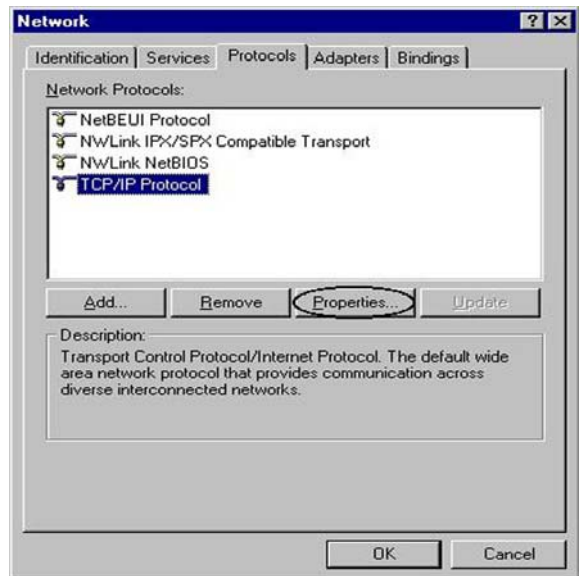 Network
Identification Services Protocols Adapters Bindings
Network Protocols:
NetBEUI Protocol
NWLink IPX/SPX Compatible Transport
NWLink NetBIOS
TCP/IP Protocol
Add... Remove Properties... Update
Description:
Transport Control Protocol/Internet Protocol. The default wide
area network protocol that provides communication across
diverse interconnected networks.
OK Cancel